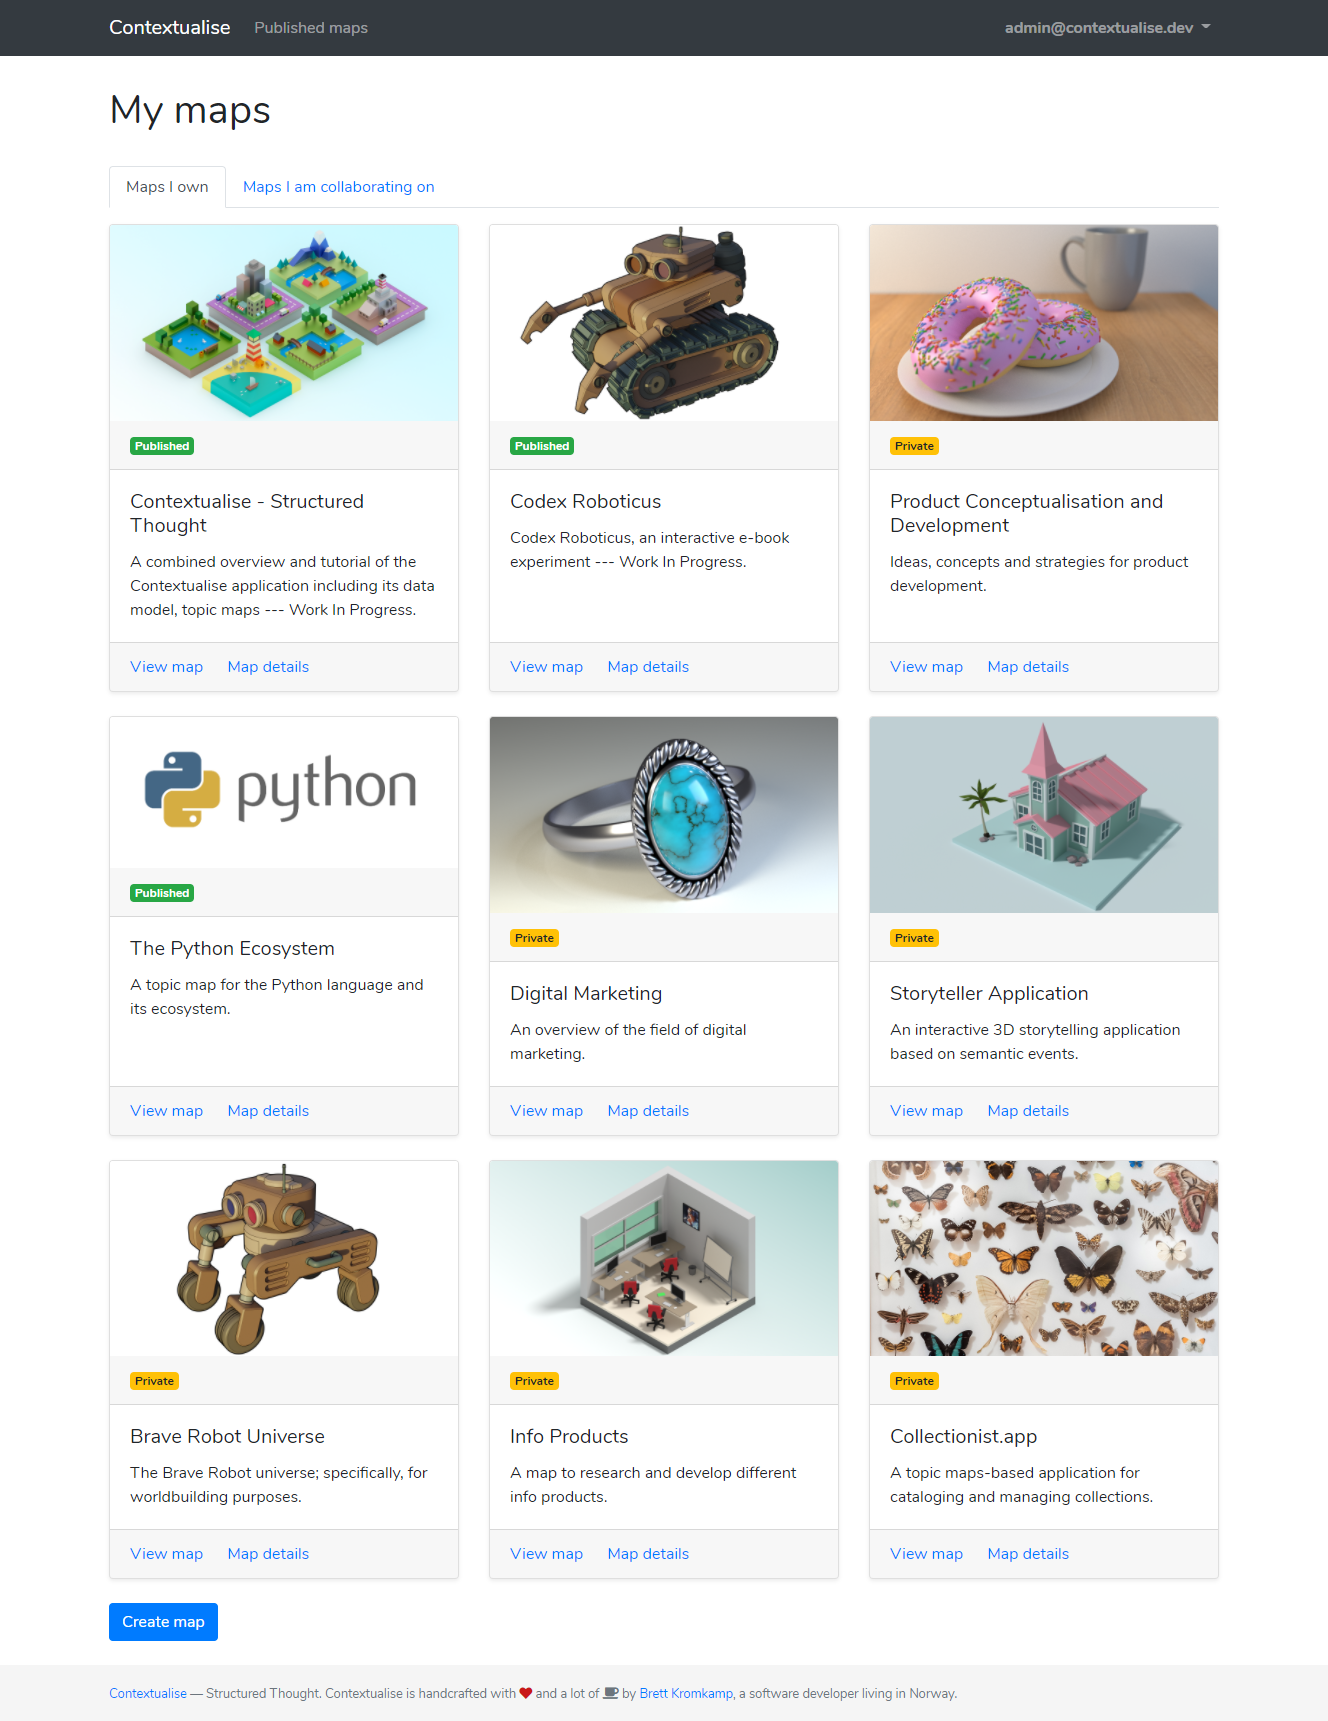 Contextualise Published maps admin@contextualise.dev
My maps
Maps I own Maps I am collaborating on
Published
Contextualise - Structured
Thought
A combined overview and tutorial of the
Contextualise application including its data
model, topic maps --- Work In Progress.
View map Map details
Published
Codex Roboticus
Codex Roboticus, an interactive e-book
experiment --- Work In Progress.
View map Map details
Private
Product Conceptualisation and
Development
Ideas, concepts and strategies for product
development.
View map Map details
python
Published
The Python Ecosystem
A topic map for the Python language and
its ecosystem.
View map Map details
Private
Digital Marketing
An overview of the field of digital
marketing.
View map Map details
Private
Storyteller Application
An interactive 3D storytelling application
based on semantic events.
View map Map details
Private
Brave Robot Universe
The Brave Robot universe; specifically, for
worldbuilding purposes.
View map Map details
Private
Info Products
A map to research and develop different
info products.
View map Map details
Private
Collectionist.app
A topic maps-based application for
cataloging and managing collections.
View map Map details
Create map
Contextualise — Structured Thought. Contextualise is handcrafted with ♥ and a lot of ☕ by Brett Kromkamp, a software developer living in Norway.